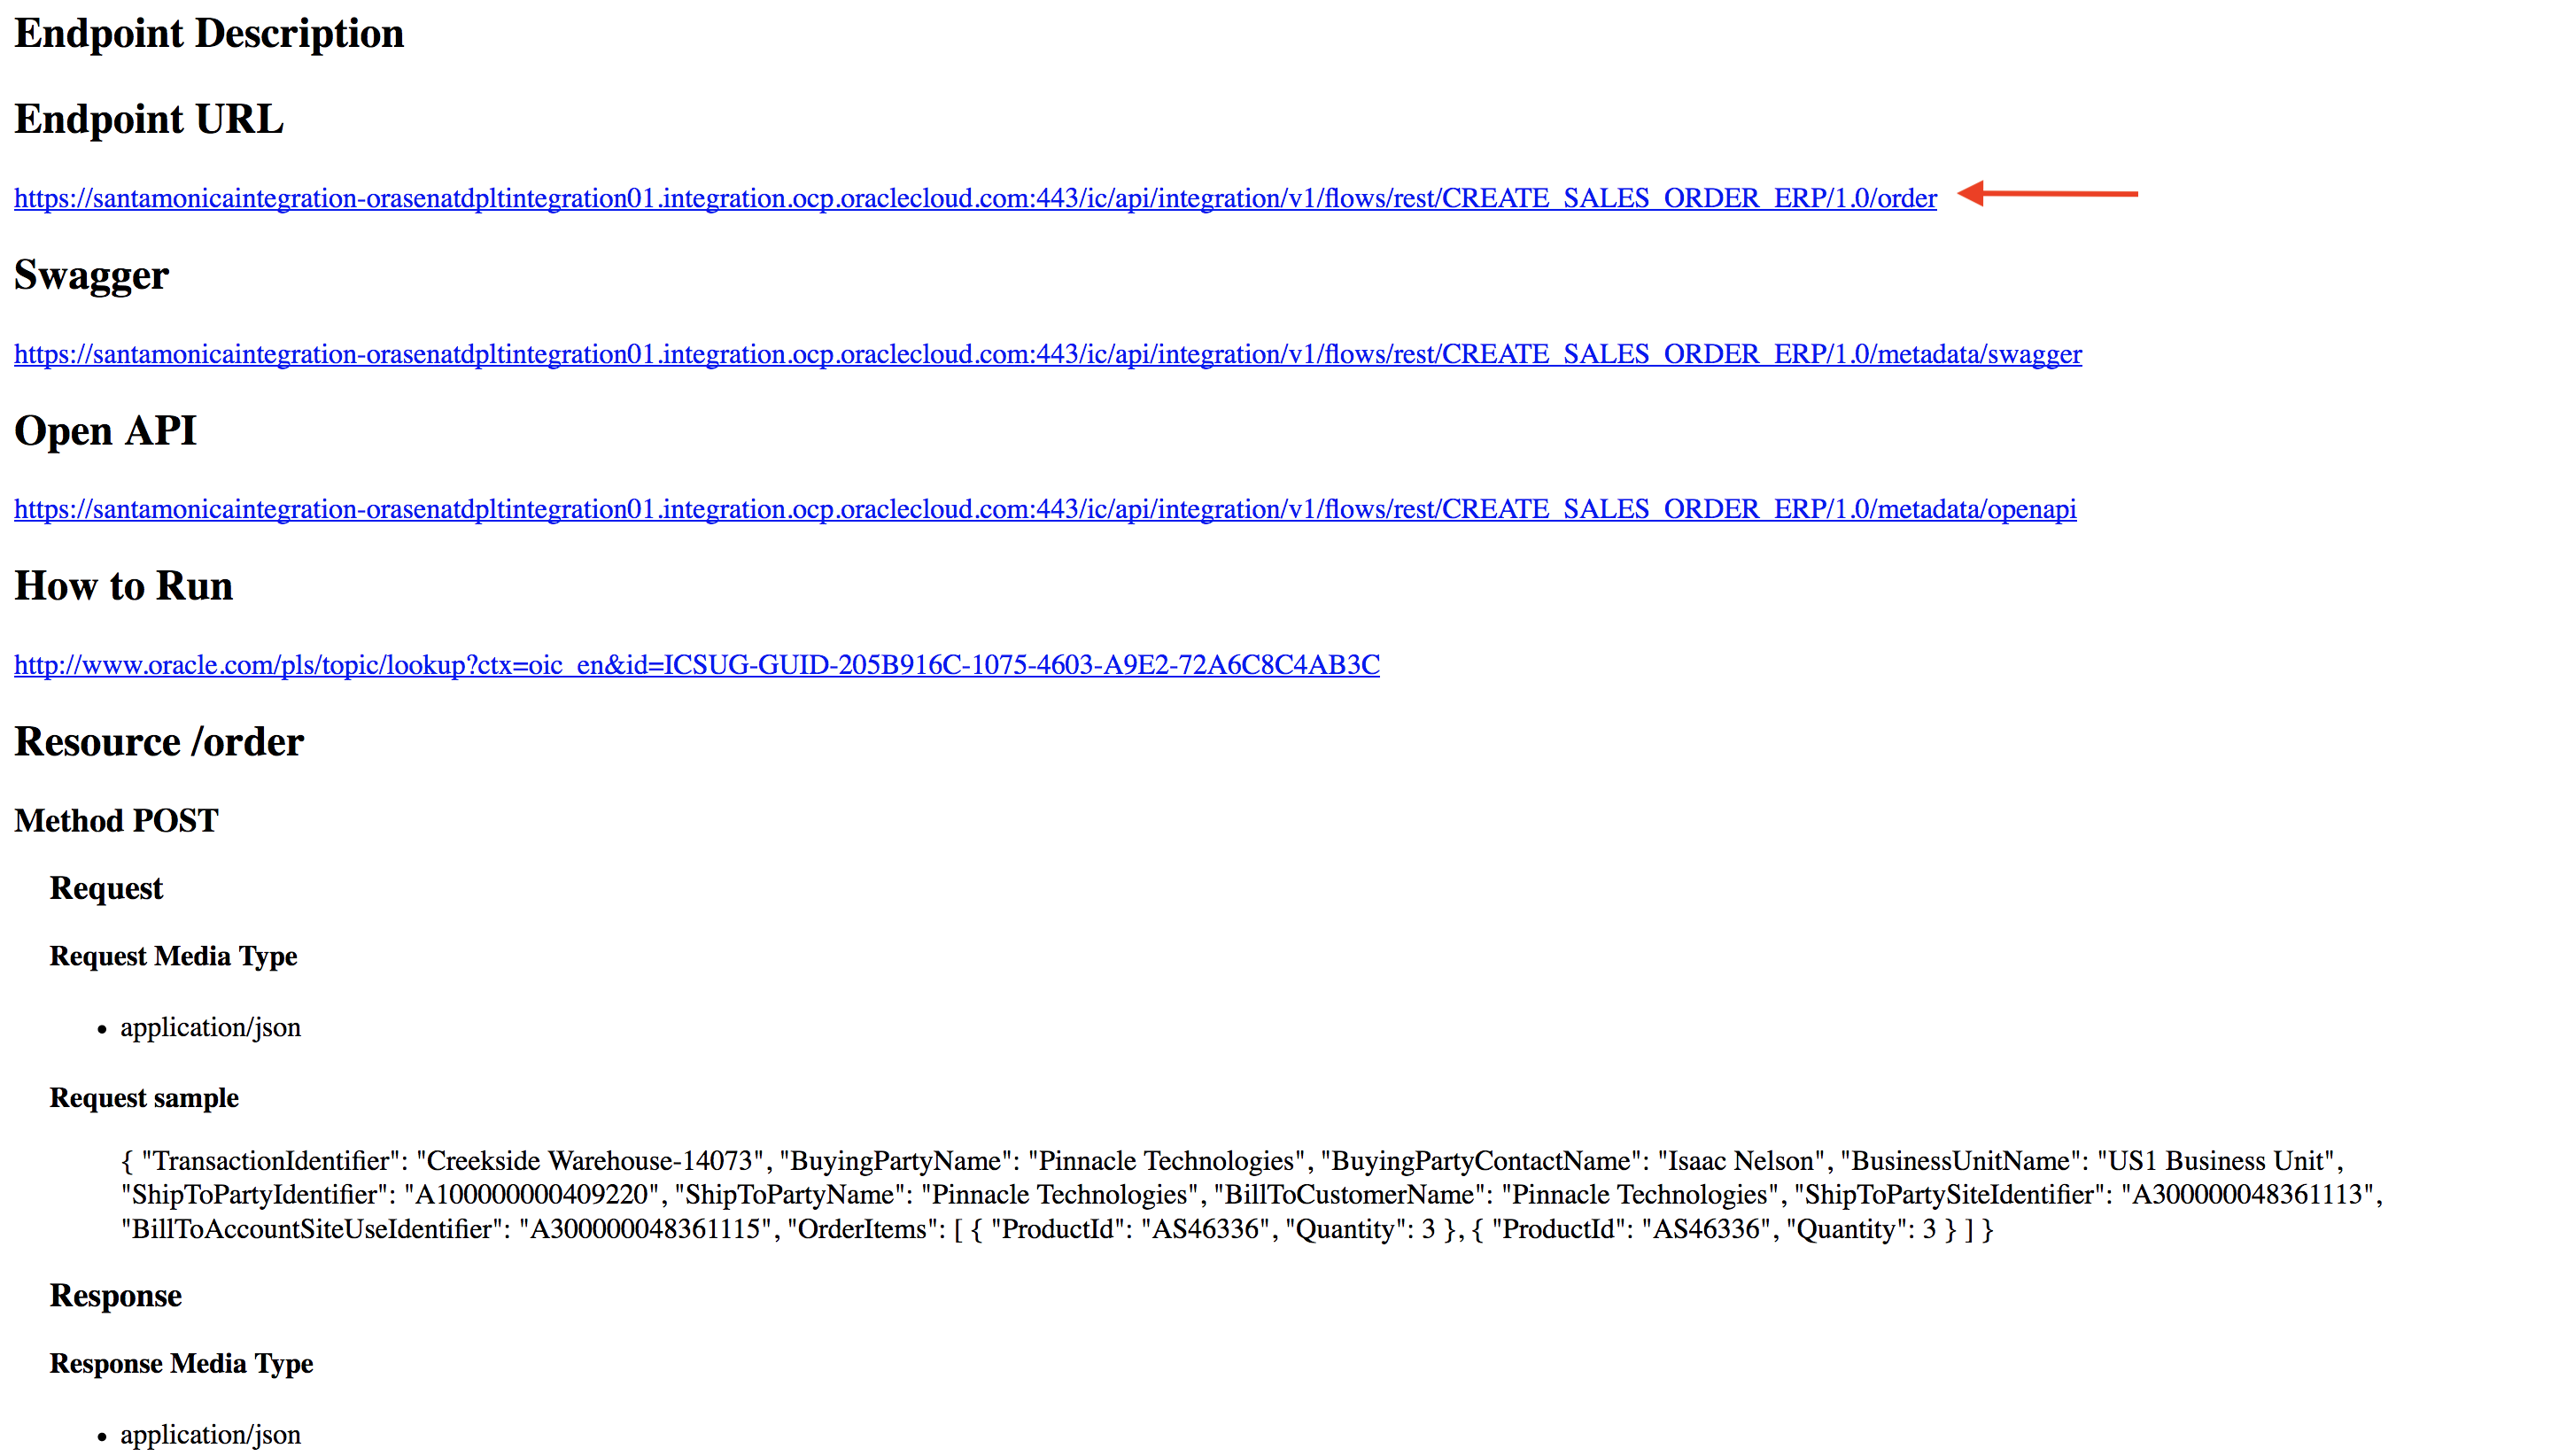 Endpoint Description
Endpoint URL
https://santamonicaintegration-orasenatdpltintegration01.integration.ocp.oraclecloud.com:443/ic/api/integration/v1/flows/rest/CREATE_SALES_ORDER_ERP/1.0/order
Swagger
https://santamonicaintegration-orasenatdpltintegration01.integration.ocp.oraclecloud.com:443/ic/api/integration/v1/flows/rest/CREATE_SALES_ORDER_ERP/1.0/metadata/swagger
Open API
https://santamonicaintegration-orasenatdpltintegration01.integration.ocp.oraclecloud.com:443/ic/api/integration/v1/flows/rest/CREATE_SALES_ORDER_ERP/1.0/metadata/openapi
How to Run
http://www.oracle.com/pls/topic/lookup?ctx=oic_en&id=ICSUG-GUID-205B916C-1075-4603-A9E2-72A6C8C4AB3C
Resource /order
Method POST
Request
Request Media Type
• application/json
Request sample
{ "TransactionIdentifier": "Creekside Warehouse-14073", "BuyingPartyName": "Pinnacle Technologies", "BuyingPartyContactName": "Isaac Nelson", "BusinessUnitName": "US1 Business Unit",
"ShipToPartyIdentifier": "A100000000409220", "ShipToPartyName": "Pinnacle Technologies", "BillToCustomerName": "Pinnacle Technologies", "ShipToPartySiteIdentifier": "A300000048361113",
"BillToAccountSiteUseIdentifier": "A300000048361115", "OrderItems": [ { "ProductId": "AS46336", "Quantity": 3 }, { "ProductId": "AS46336", "Quantity": 3 } ] }
Response
Response Media Type
• application/json